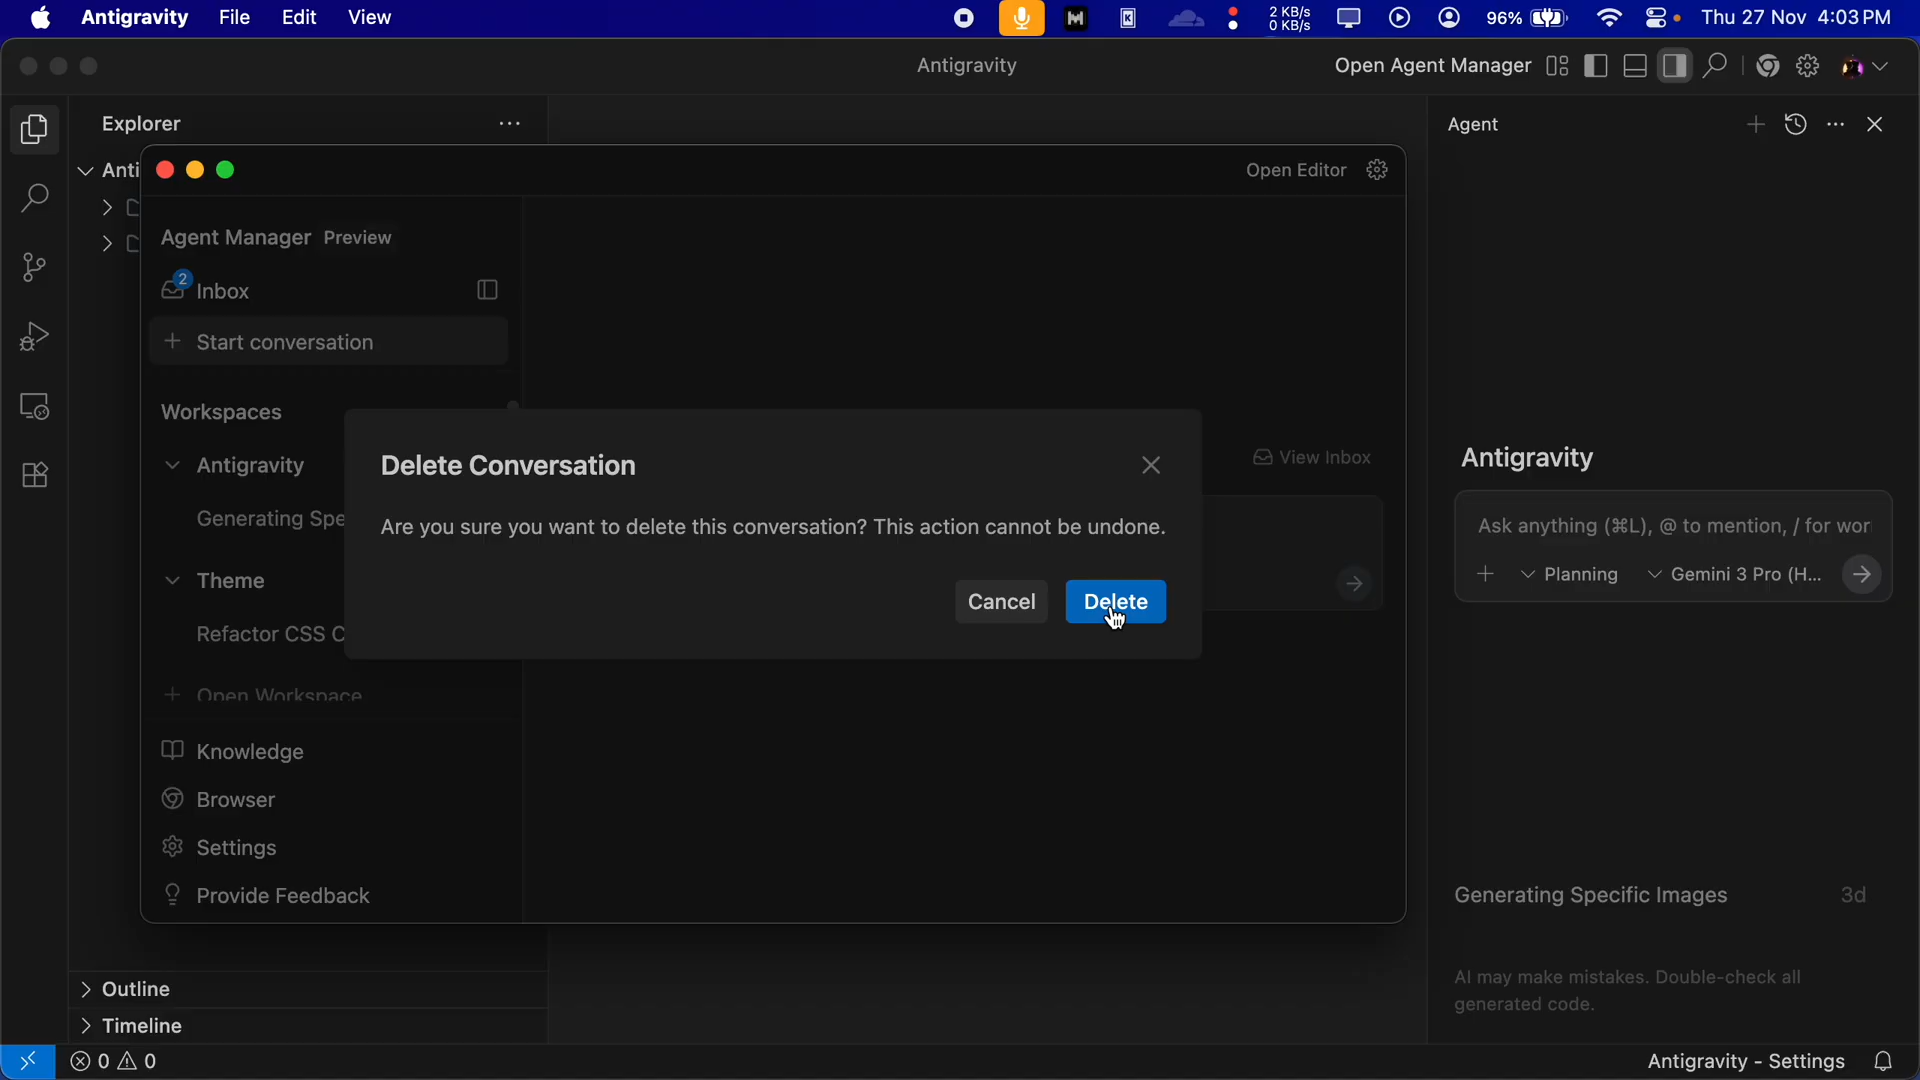 Antigravity File Edit View
2 KB/s
0 KB/s
96%
Thu 27 Nov 4:03 PM
Antigravity
Open Agent Manager
Explorer
Anti
Agent
Open Editor
Agent Manager Preview
2
Inbox
+ Start conversation
Workspaces
Antigravity
Generating Spe
Theme
Refactor CSS C
+ Open Workspace
Knowledge
Browser
Settings
Provide Feedback
View Inbox
Delete Conversation
Are you sure you want to delete this conversation? This action cannot be undone.
Cancel
Delete
Antigravity
Ask anything (⌘L), @ to mention, / for wor
Planning
Gemini 3 Pro (H...
Generating Specific Images 3d
AI may make mistakes. Double-check all
generated code.
Outline
Timeline
0 0
Antigravity - Settings